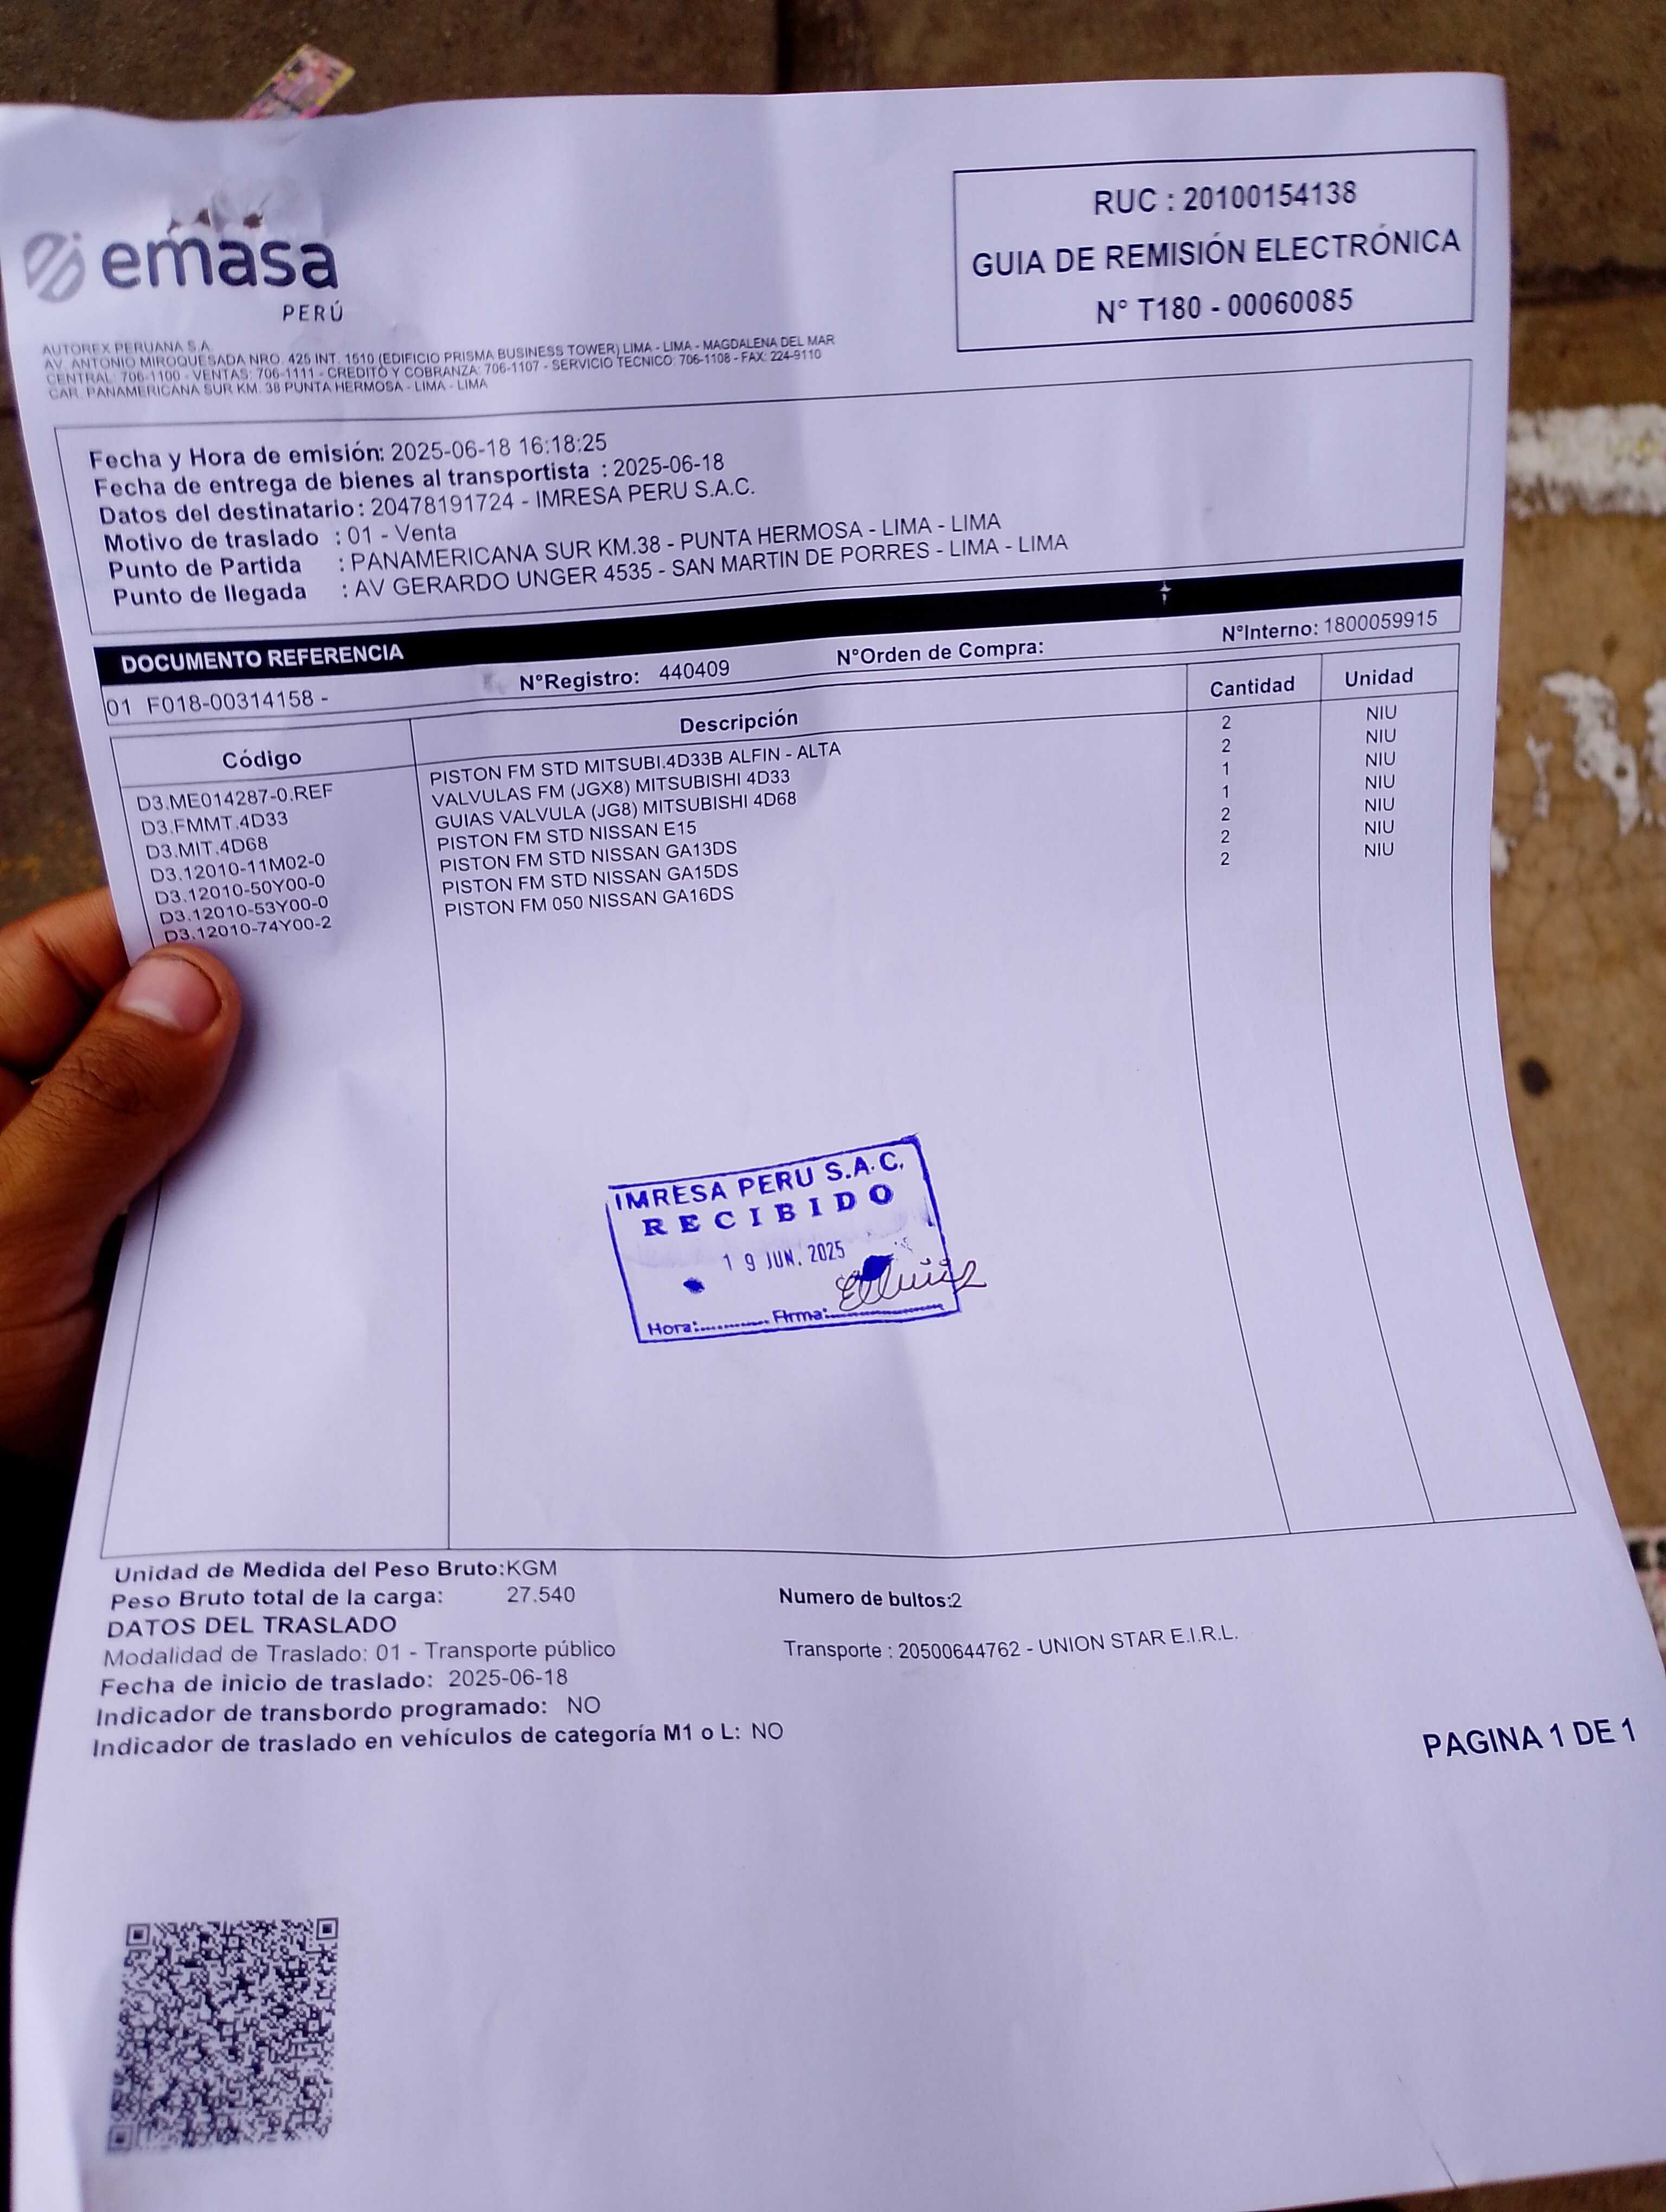 emasa
PERÚ
RUC : 20100154138
GUIA DE REMISIÓN ELECTRÓNICA
N° T180 - 00060085
AUTOREX PERUANA S.A.
AV. ANTONIO MIROQUESADA NRO. 425 INT. 1510 (EDIFICIO PRISMA BUSINESS TOWER) LIMA - LIMA - MAGDALENA DEL MAR
CENTRAL: 706-1100 - VENTAS: 706-1111 - CREDITO Y COBRANZA: 706-1107 - SERVICIO TECNICO: 706-1108 - FAX: 224-9110
CAR. PANAMERICANA SUR KM. 38 PUNTA HERMOSA - LIMA - LIMA
Fecha y Hora de emisión: 2025-06-18 16:18:25
Fecha de entrega de bienes al transportista : 2025-06-18
Datos del destinatario : 20478191724 - IMRESA PERU S.A.C.
Motivo de traslado : 01 - Venta
Punto de Partida : PANAMERICANA SUR KM.38 - PUNTA HERMOSA - LIMA - LIMA
Punto de llegada : AV GERARDO UNGER 4535 - SAN MARTIN DE PORRES - LIMA - LIMA
DOCUMENTO REFERENCIA
01 F018-00314158 - N°Registro: 440409 N°Orden de Compra: N°Interno: 1800059915
Código Descripción Cantidad Unidad
D3.ME014287-0.REF PISTON FM STD MITSUBI.4D33B ALFIN - ALTA 2 NIU
D3.FMMT.4D33 VALVULAS FM (JGX8) MITSUBISHI 4D33 2 NIU
D3.MIT.4D68 GUIAS VALVULA (JG8) MITSUBISHI 4D68 1 NIU
D3.12010-11M02-0 PISTON FM STD NISSAN E15 1 NIU
D3.12010-50Y00-0 PISTON FM STD NISSAN GA13DS 2 NIU
D3.12010-53Y00-0 PISTON FM STD NISSAN GA15DS 2 NIU
D3.12010-74Y00-2 PISTON FM 050 NISSAN GA16DS 2 NIU
IMRESA PERU S.A.C.
RECIBIDO
19 JUN. 2025
Hora:............ Firma:....................
Unidad de Medida del Peso Bruto:KGM
Peso Bruto total de la carga: 27.540 Numero de bultos:2
DATOS DEL TRASLADO
Modalidad de Traslado: 01 - Transporte público Transporte : 20500644762 - UNION STAR E.I.R.L.
Fecha de inicio de traslado: 2025-06-18
Indicador de transbordo programado: NO
Indicador de traslado en vehículos de categoría M1 o L: NO
PAGINA 1 DE 1